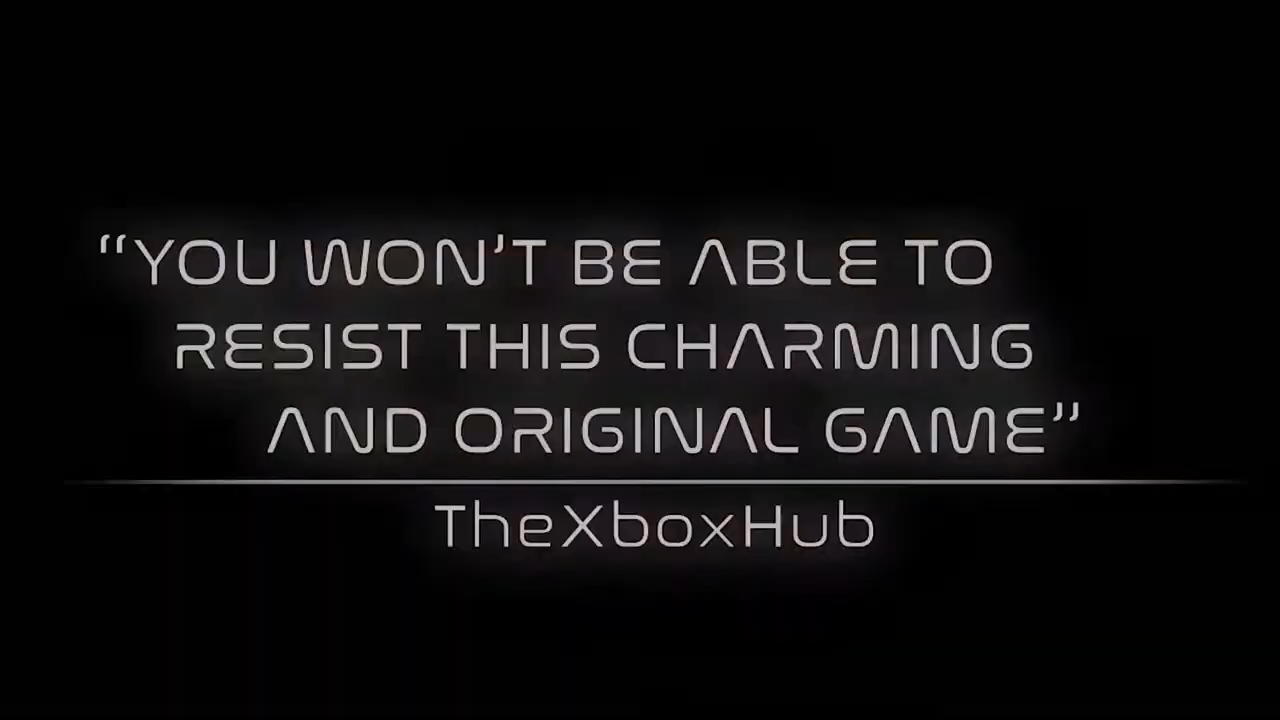 “YOU WON’T BE ABLE TO
RESIST THIS CHARMING
AND ORIGINAL GAME”
TheXboxHub